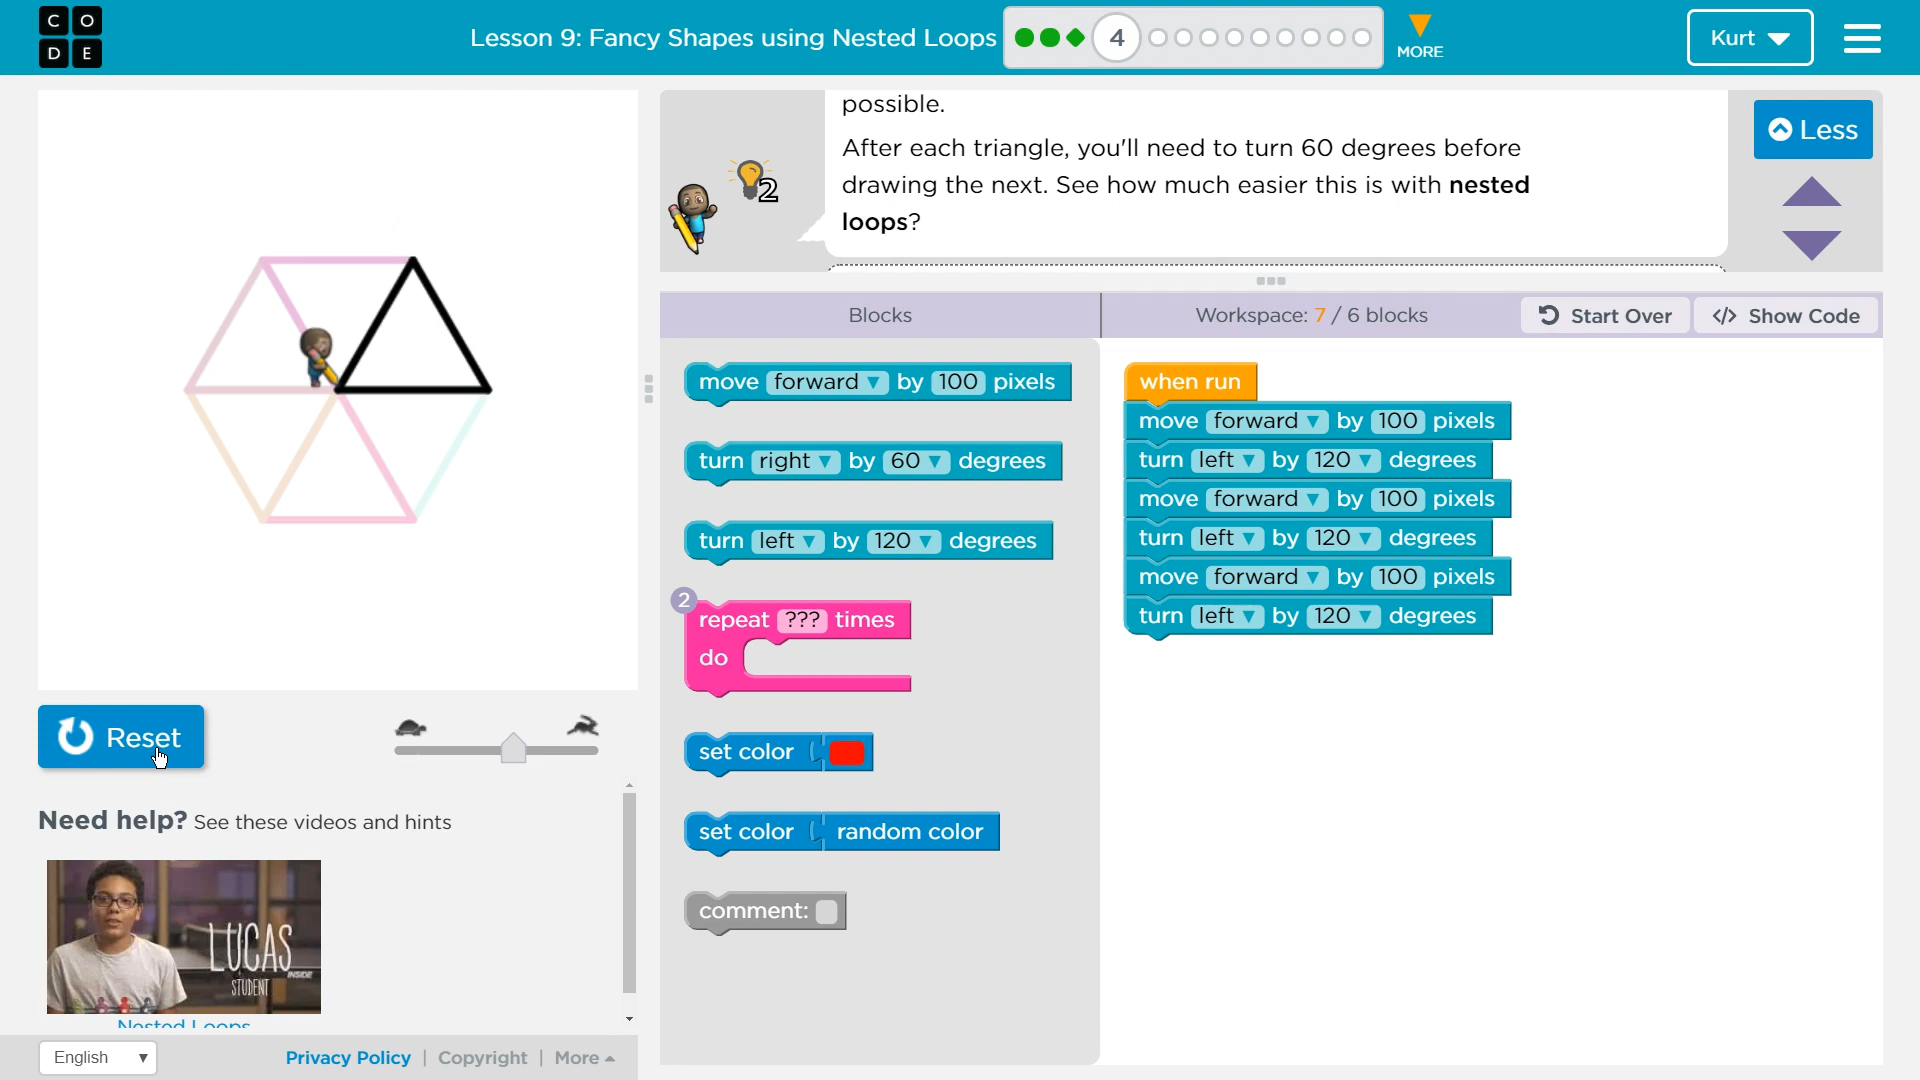 C O
D E
Lesson 9: Fancy Shapes using Nested Loops
4
MORE
Kurt
possible.
After each triangle, you'll need to turn 60 degrees before
drawing the next. See how much easier this is with nested
loops?
2
Less
Blocks
Workspace: 7 / 6 blocks
Start Over
</> Show Code
move forward ▼ by 100 pixels
turn right ▼ by 60 ▼ degrees
turn left ▼ by 120 ▼ degrees
2
repeat ??? times
do
set color
set color random color
comment:
when run
move forward ▼ by 100 pixels
turn left ▼ by 120 ▼ degrees
move forward ▼ by 100 pixels
turn left ▼ by 120 ▼ degrees
move forward ▼ by 100 pixels
turn left ▼ by 120 ▼ degrees
Reset
Need help? See these videos and hints
LUCAS
INSIDE
STUDENT
Nested Loops
English ▼
Privacy Policy | Copyright | More